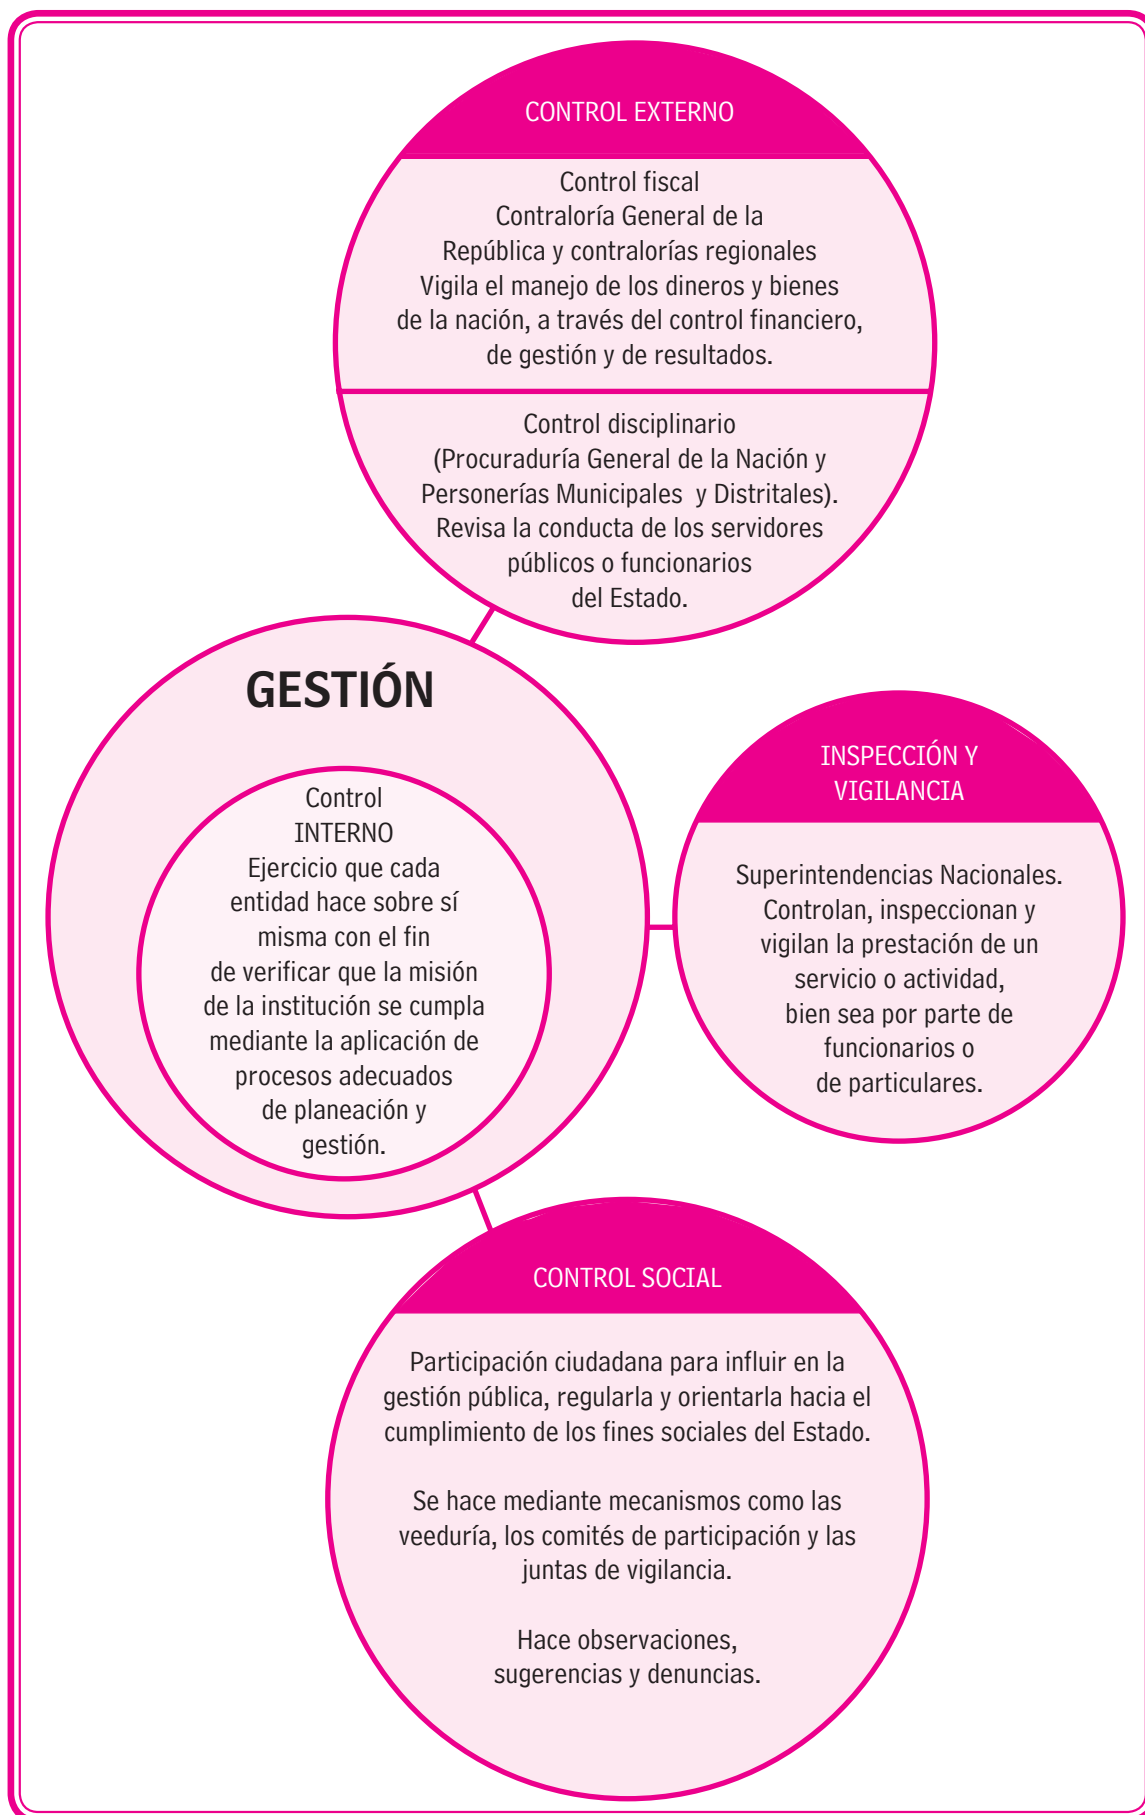 CONTROL EXTERNO
Control fiscal
Contraloría General de la
República y contralorías regionales
Vigila el manejo de los dineros y bienes
de la nación, a través del control financiero,
de gestión y de resultados.
Control disciplinario
(Procuraduría General de la Nación y
Personerías Municipales  y Distritales).
Revisa la conducta de los servidores
públicos o funcionarios
del Estado.
GESTIÓN
Control
INTERNO
Ejercicio que cada
entidad hace sobre sí
misma con el fin
de verificar que la misión
de la institución se cumpla
mediante la aplicación de
procesos adecuados
de planeación y
gestión.
INSPECCIÓN Y
VIGILANCIA
Superintendencias Nacionales.
Controlan, inspeccionan y
vigilan la prestación de un
servicio o actividad,
bien sea por parte de
funcionarios o
de particulares.
CONTROL SOCIAL
Participación ciudadana para influir en la
gestión pública, regularla y orientarla hacia el
cumplimiento de los fines sociales del Estado.
Se hace mediante mecanismos como las
veeduría, los comités de participación y las
juntas de vigilancia.
Hace observaciones,
sugerencias y denuncias.